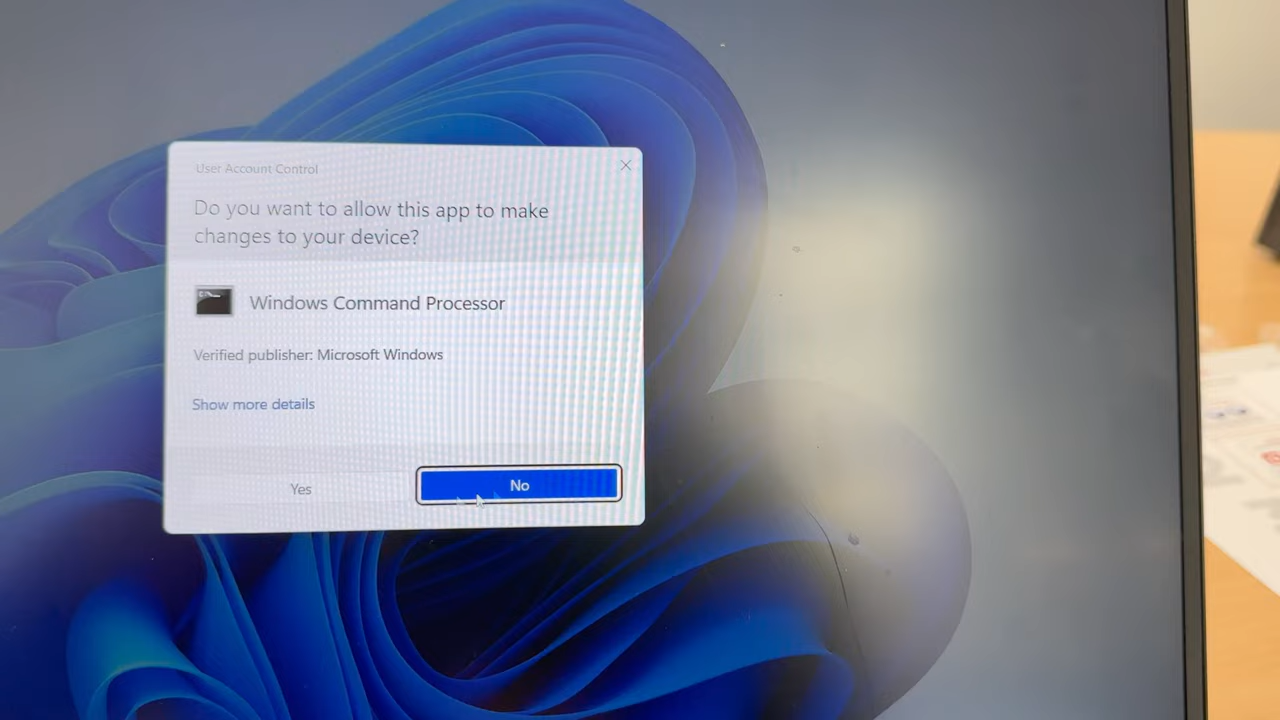 User Account Control
Do you want to allow this app to make
changes to your device?
Windows Command Processor
Verified publisher: Microsoft Windows
Show more details
Yes
No